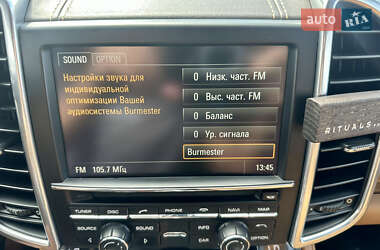 auto RIA.com
SOUND OPTION
Настройки звука для
индивидуальной
оптимизации Вашей
аудиосистемы Burmester
0 Низк. част. FM
0 Выс. част. FM
0 Баланс
0 Ур. сигнала
Burmester
FM 105.7 МГц 13:45
RITUALS
TUNER DISC PHONE NAVI MAP
SOURCE INFO
SOUND CAR BACK